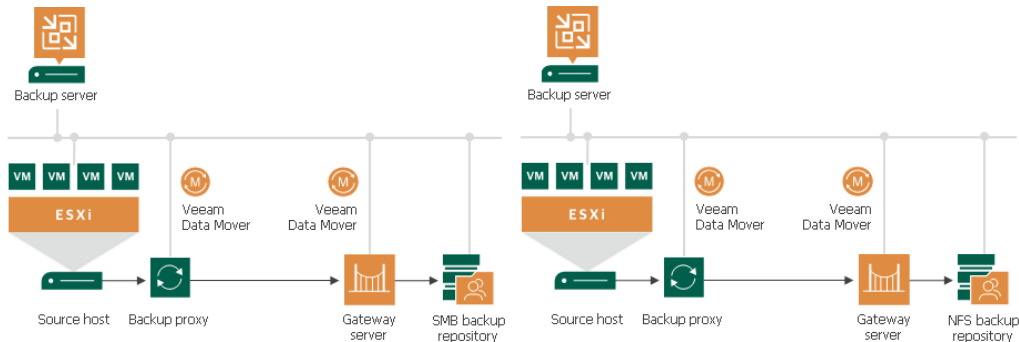 Backup server
VM VM VM VM
ESXi
M
M
Veeam
Data Mover
Veeam
Data Mover
Source host
Backup proxy
Gateway
server
SMB backup
repository
Backup server
VM VM VM VM
ESXi
M
M
Veeam
Data Mover
Veeam
Data Mover
Source host
Backup proxy
Gateway
server
NFS backup
repository